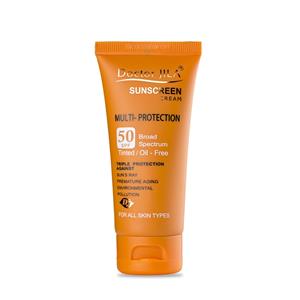 Doctor JILA
SUNSCREEN
CREAM
MULTI- PROTECTION
50
SPF
Broad
Spectrum
Tinted / Oil - Free
TRIPLE PROTECTION
AGAINST
SUN'S RAY
PREMATURE AGING
ENVIRONMENTAL
POLLUTION
FOR ALL SKIN TYPES